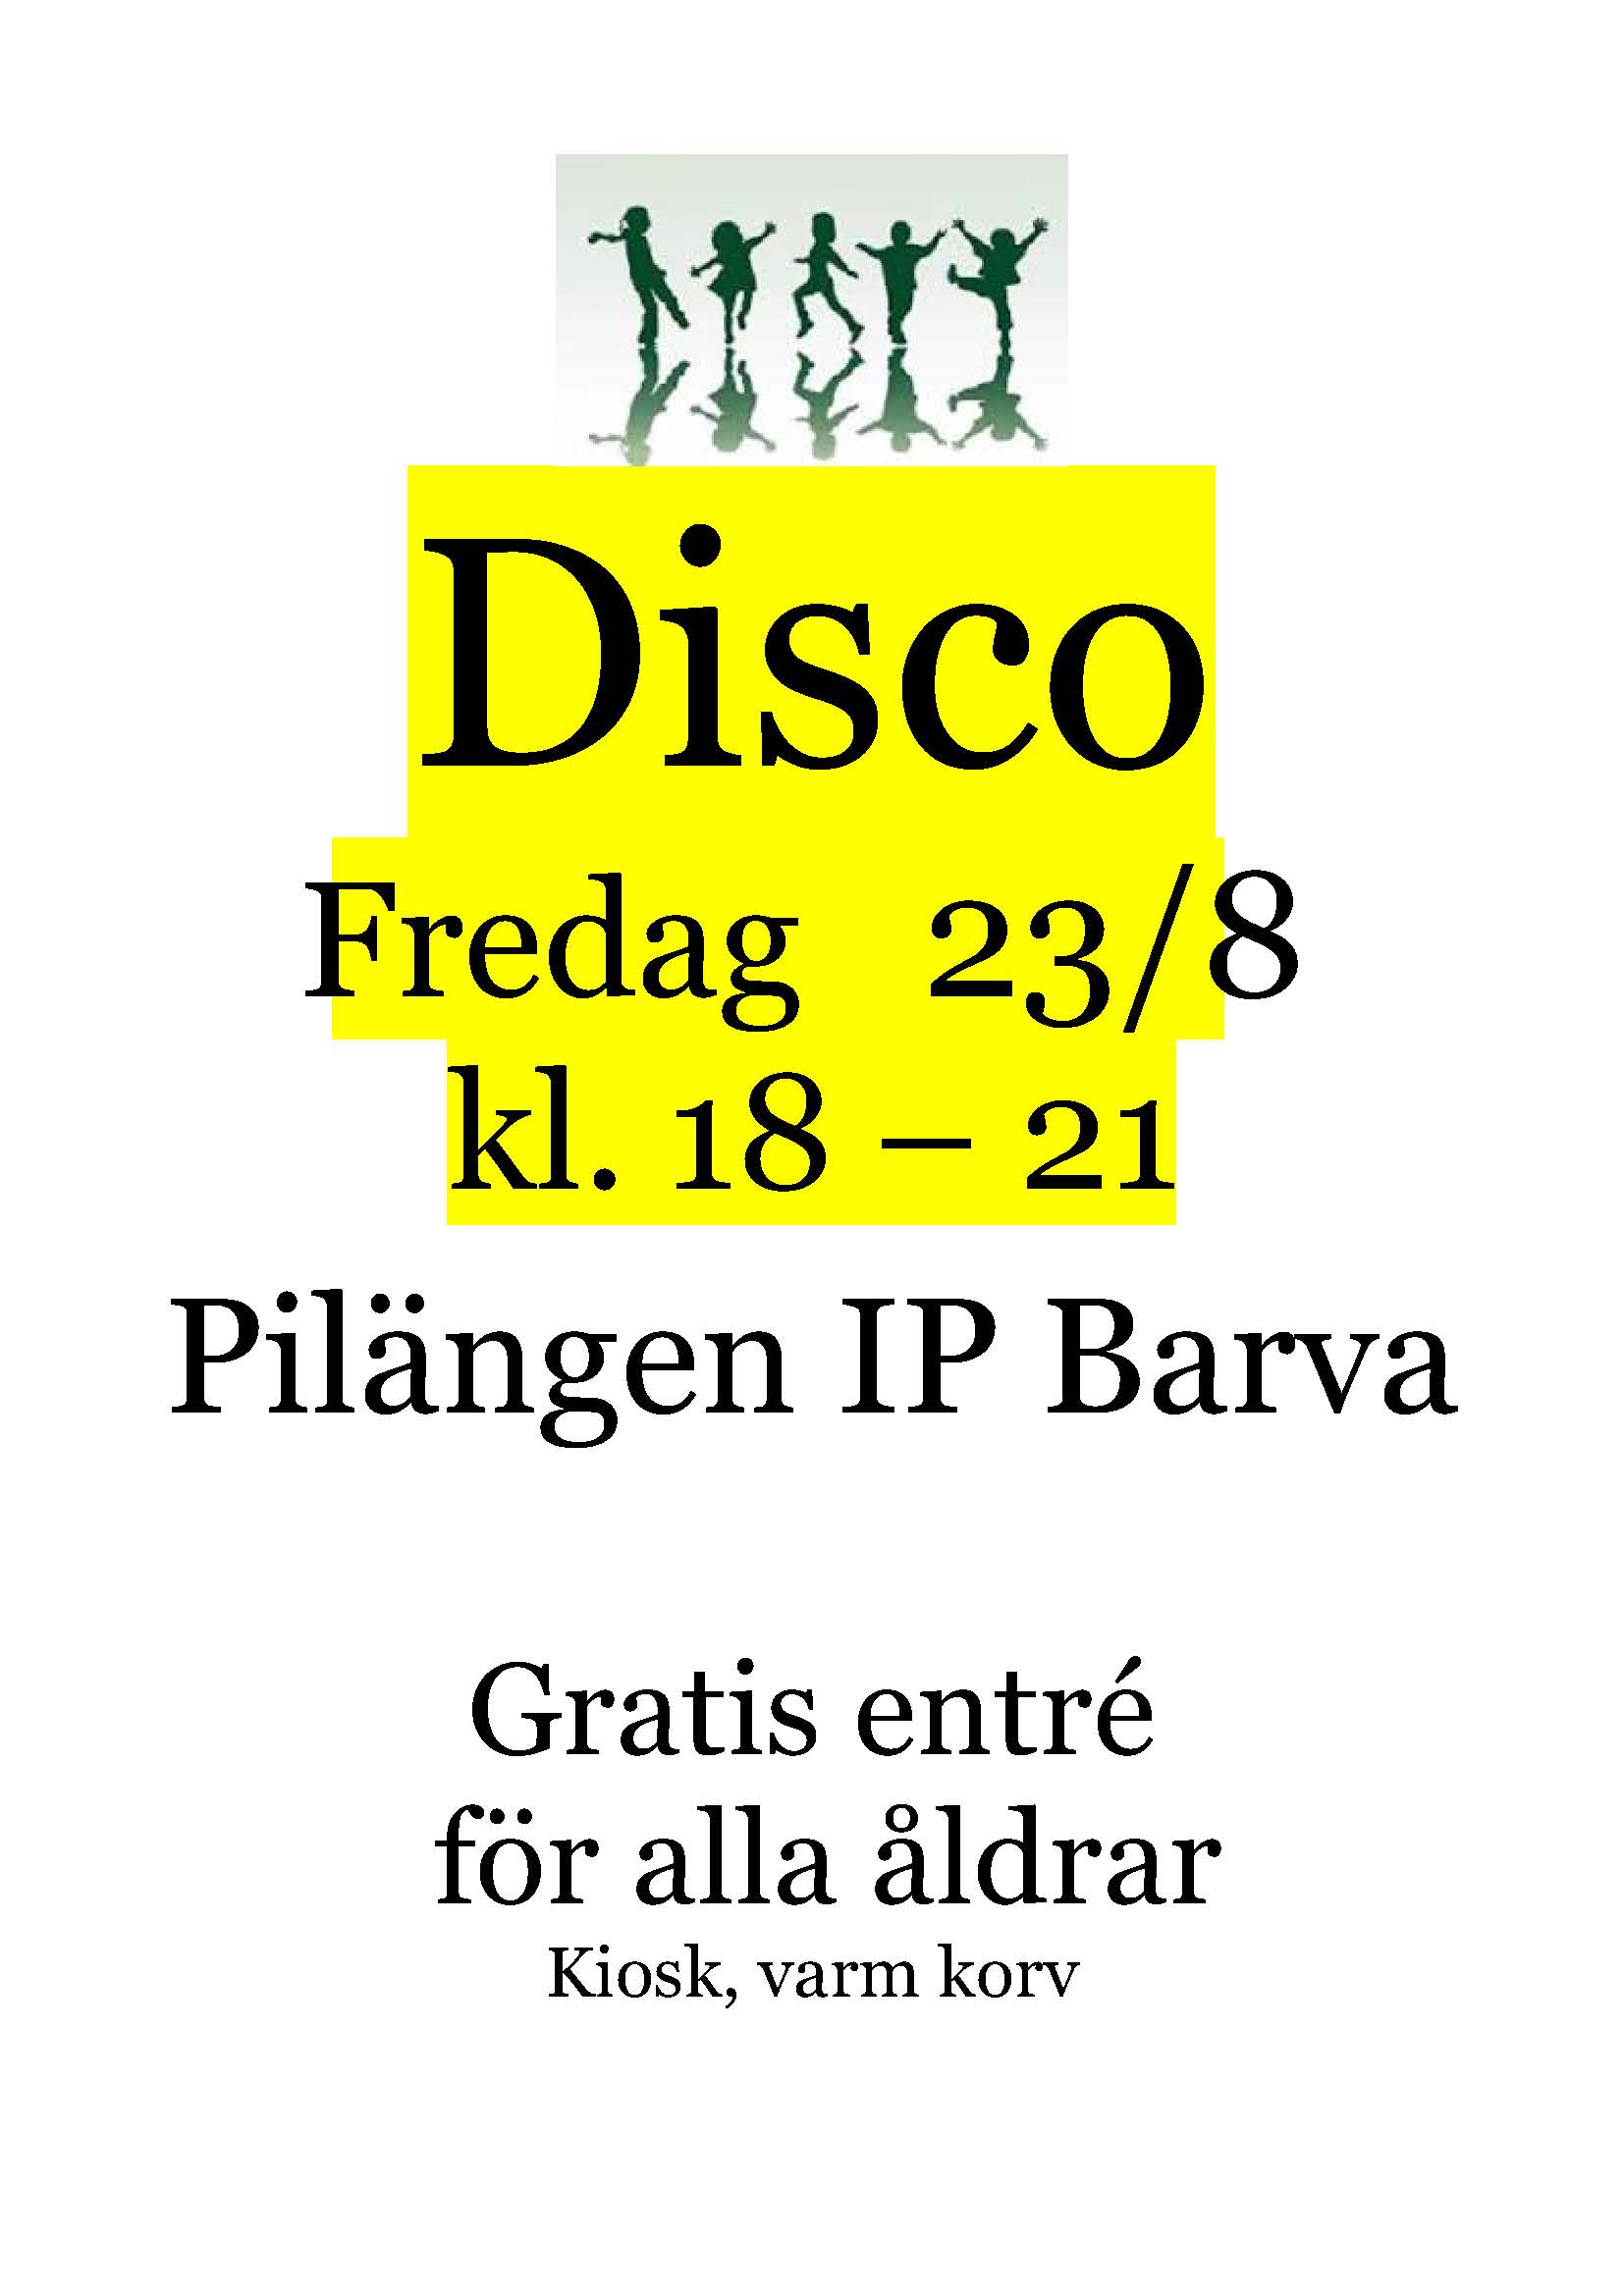 Disco
Fredag 23/8
kl. 18 – 21
Pilängen IP Barva
Gratis entré
för alla åldrar
Kiosk, varm korv